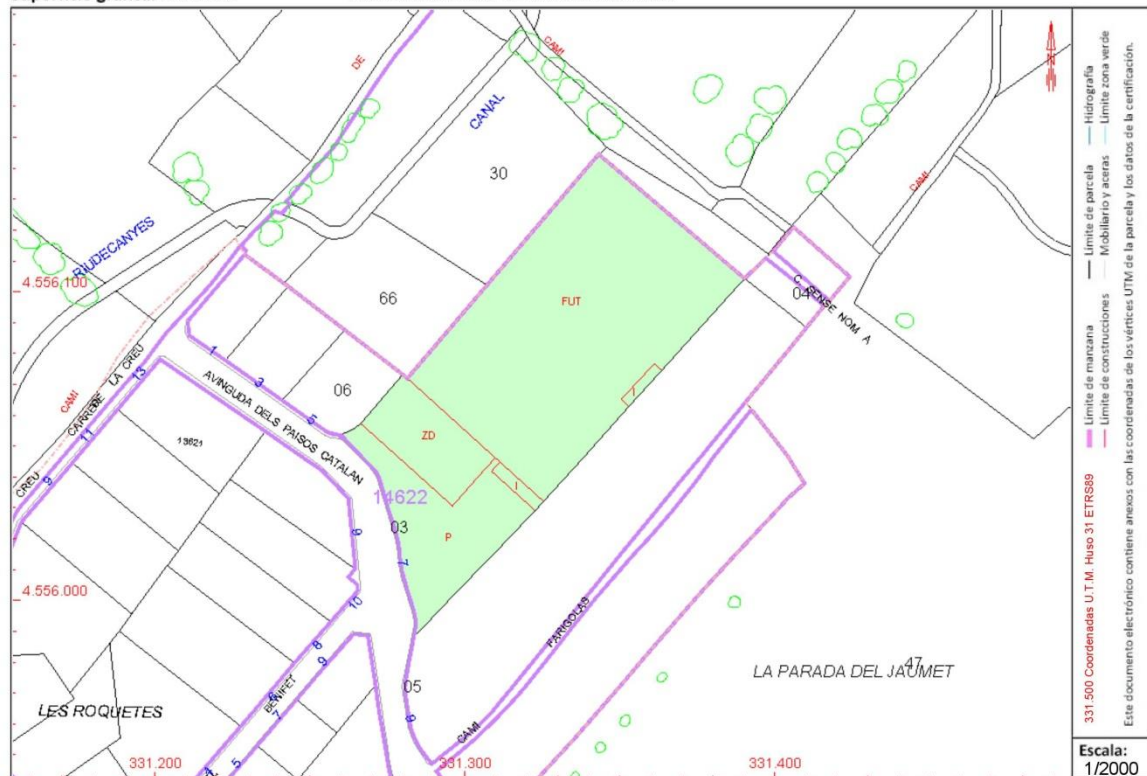 CAMI
DE
CANAL
30
CAMI
RIUDECANYES
4.556.100
66
FUT
C. SENSE NOM A
04
1
3
5
06
CARRE DE LA CREU
13
11
9
CAMI
CREU
AVINGUDA DELS PAISOS CATALAN
13621
ZD
I
I
14622
03
P
8
7
4.556.000
10
8
9
6
BENIFET
7
5
4
05
9
CAMI
PARIGOLAS
LA PARADA DEL JAUMET
47
LES ROQUETES
331.200
331.300
331.400
N
331.500 Coordenadas U.T.M. Huso 31 ETRS89
Límite de manzana
Límite de parcela
Hidrografía
Límite de construcciones
Mobiliario y aceras
Límite zona verde
Este documento electrónico contiene anexos con las coordenadas de los vértices UTM de la parcela y los datos de la certificación.
Escala:
1/2000